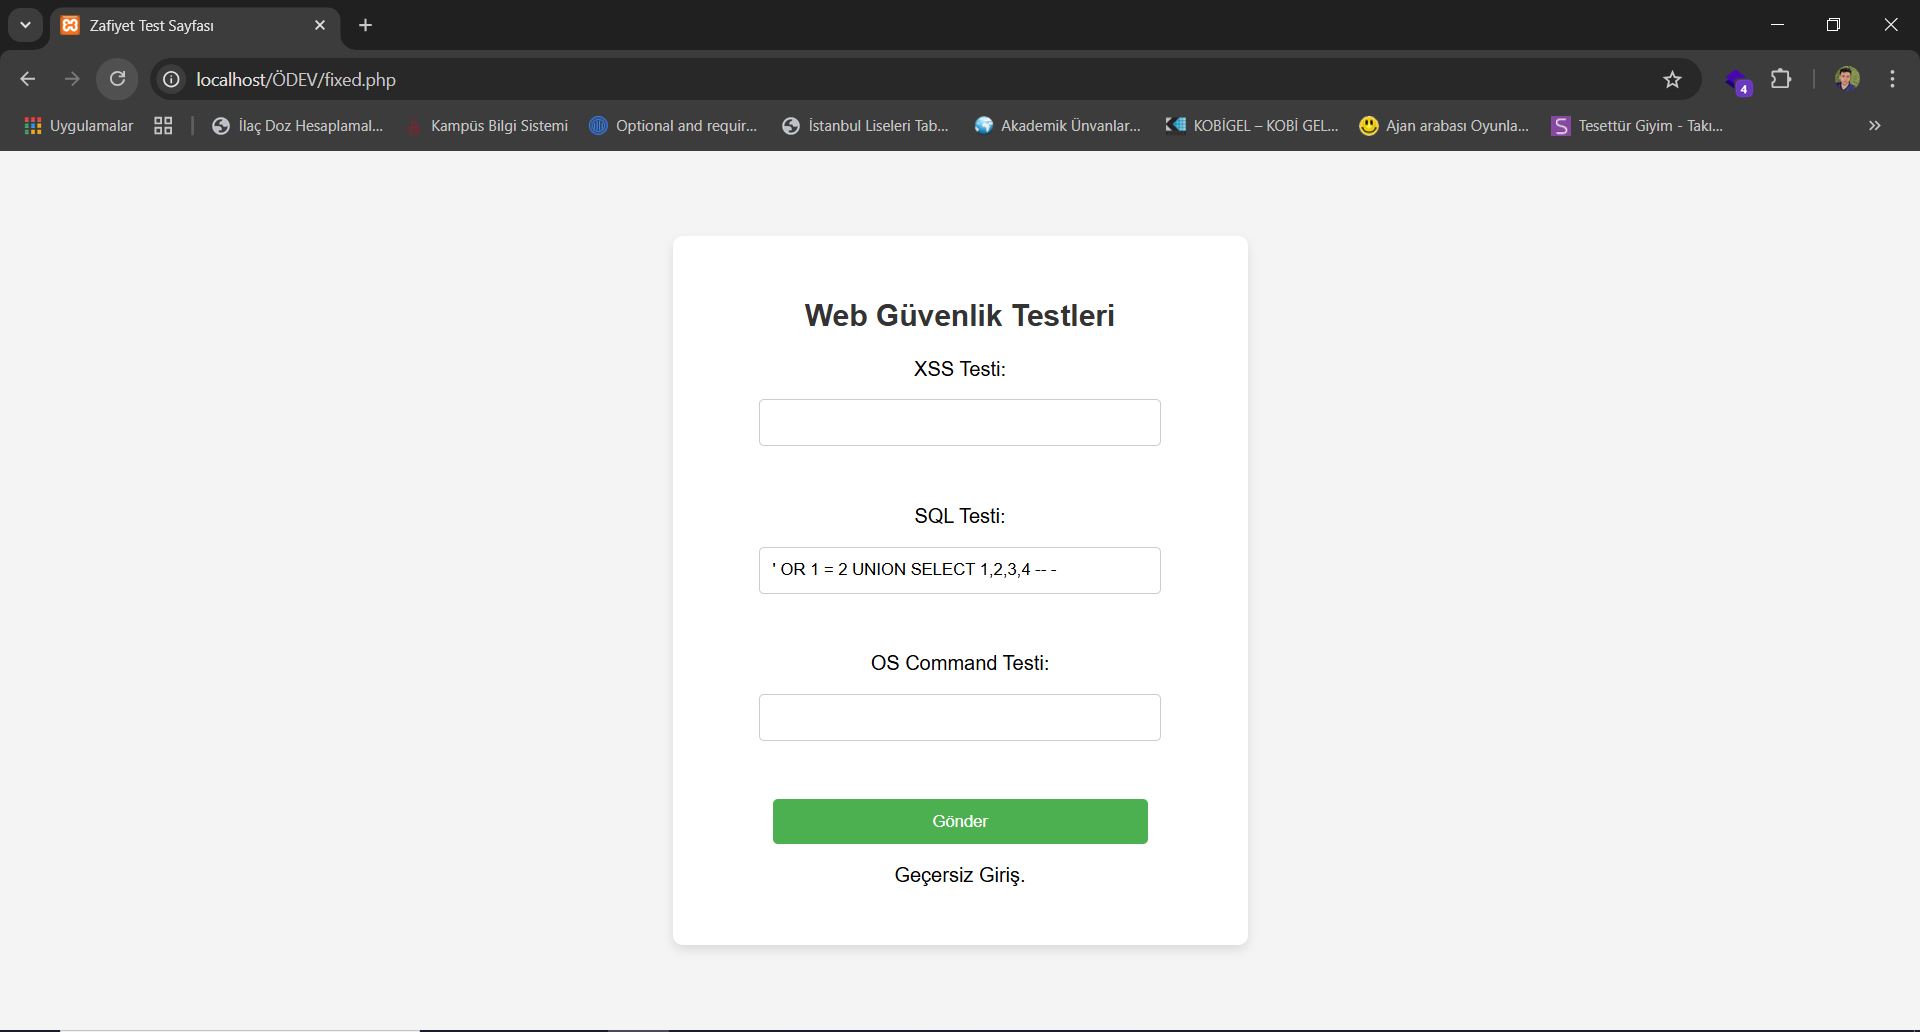 Zafiyet Test Sayfası
localhost/ÖDEV/fixed.php
4
Uygulamalar
İlaç Doz Hesaplamal...
Kampüs Bilgi Sistemi
Optional and requir...
İstanbul Liseleri Tab...
Akademik Ünvanlar...
KOBİGEL – KOBİ GEL...
Ajan arabası Oyunla...
Tesettür Giyim - Takı...
Web Güvenlik Testleri
XSS Testi:
SQL Testi:
' OR 1 = 2 UNION SELECT 1,2,3,4 -- -
OS Command Testi:
Gönder
Geçersiz Giriş.